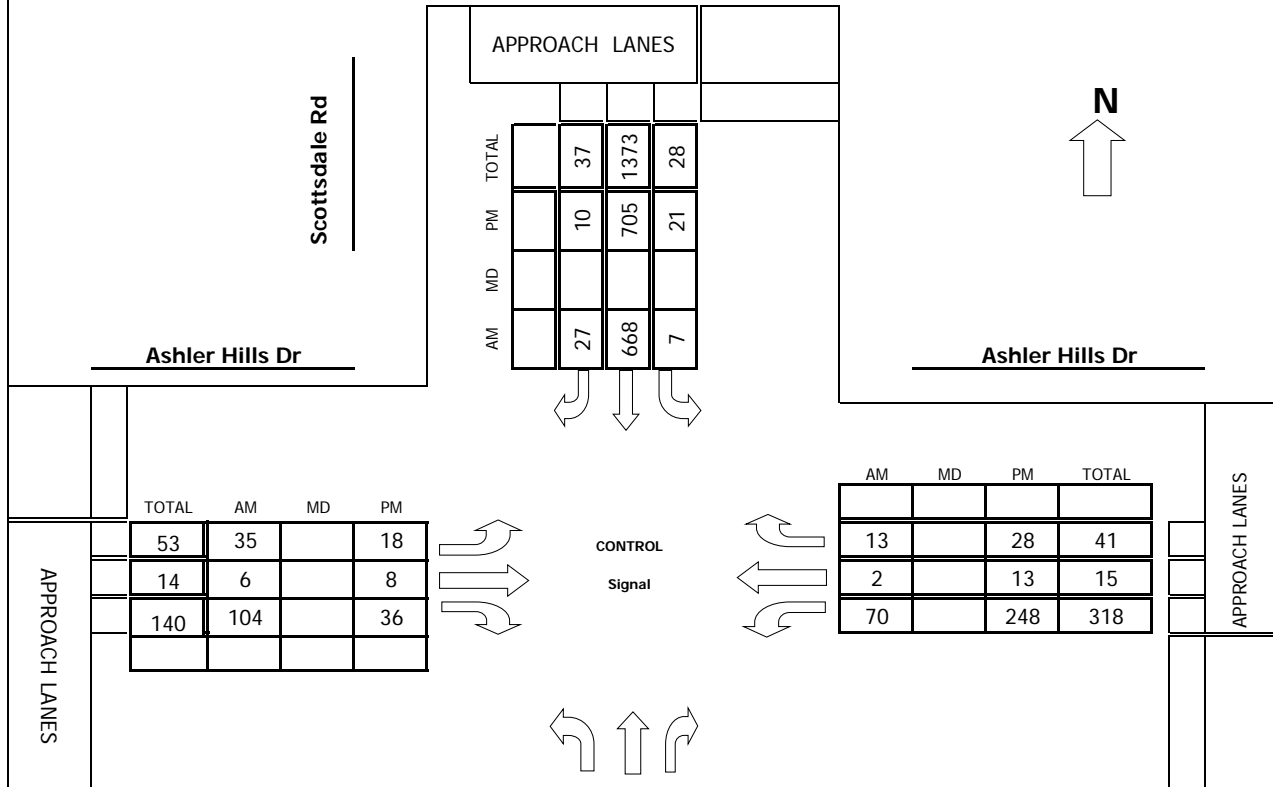 APPROACH LANES
N
Scottsdale Rd
TOTAL 37 1373 28
PM 10 705 21
MD
AM 27 668 7
Ashler Hills Dr
Ashler Hills Dr
AM MD PM TOTAL
TOTAL AM MD PM
53 35 18
14 6 8
140 104 36
CONTROL
Signal
13 28 41
2 13 15
70 248 318
APPROACH LANES
APPROACH LANES